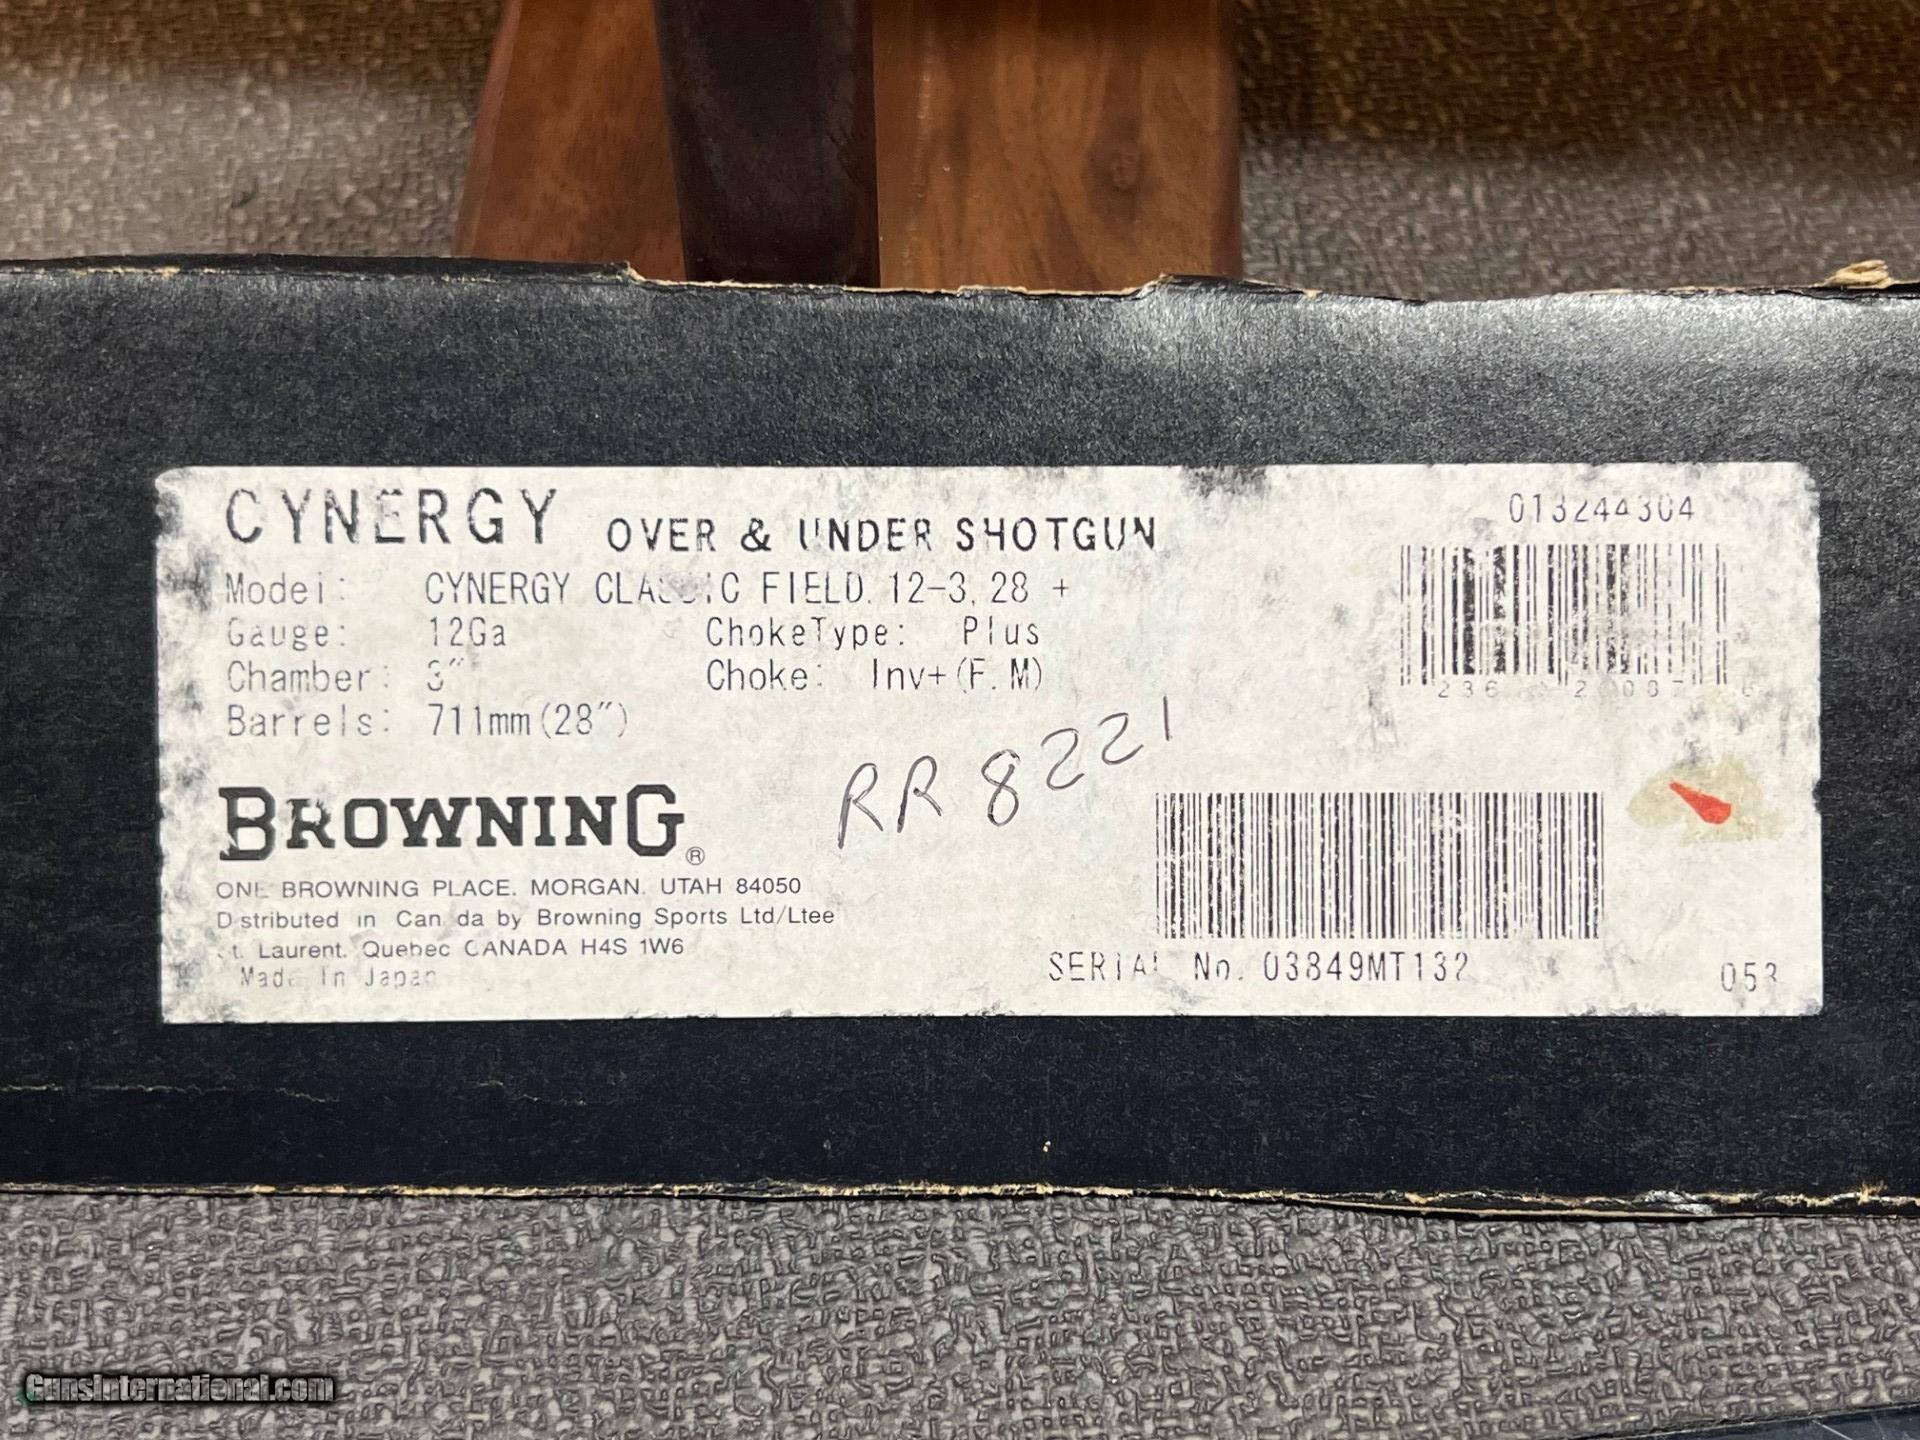 CYNERGY OVER & UNDER SHOTGUN
013244304
Model: CYNERGY CLASSIC FIELD, 12-3, 28 +
Gauge: 12Ga ChokeType: Plus
Chamber: 3" Choke: Inv+(F.M)
Barrels: 711mm(28")
RR 8221
BROWNING®
ONE BROWNING PLACE. MORGAN. UTAH 84050
Distributed in Canada by Browning Sports Ltd/Ltee
St. Laurent. Quebec CANADA H4S 1W6
Made In Japan
SERIAL No. 03849MT132
053
GunsInternational.com